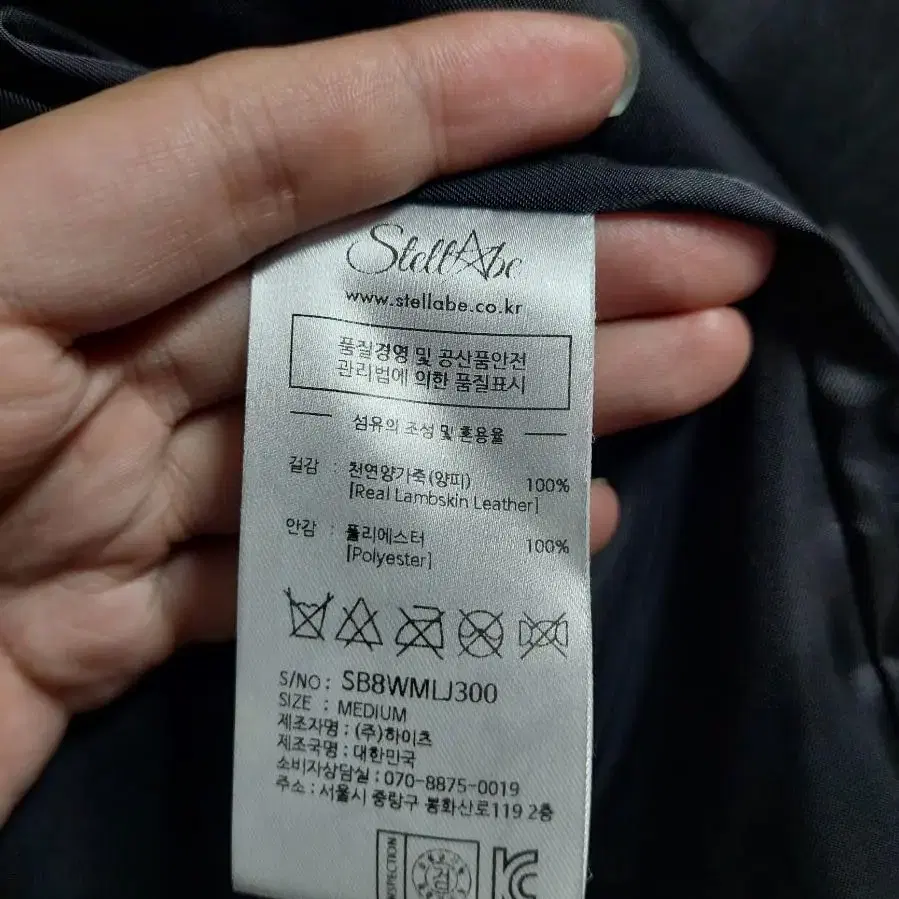 StellAbe
www.stellabe.co.kr
품질경영 및 공산품안전
관리법에 의한 품질표시
섬유의 조성 및 혼용율
겉감 : 천연양가죽(양피) 100%
[Real Lambskin Leather]
안감 : 폴리에스터 100%
[Polyester]
S/NO : SB8WMLJ300
SIZE : MEDIUM
제조자명 : (주)하이츠
제조국명 : 대한민국
소비자상담실 : 070-8875-0019
주소 : 서울시 중랑구 봉화산로119 2층